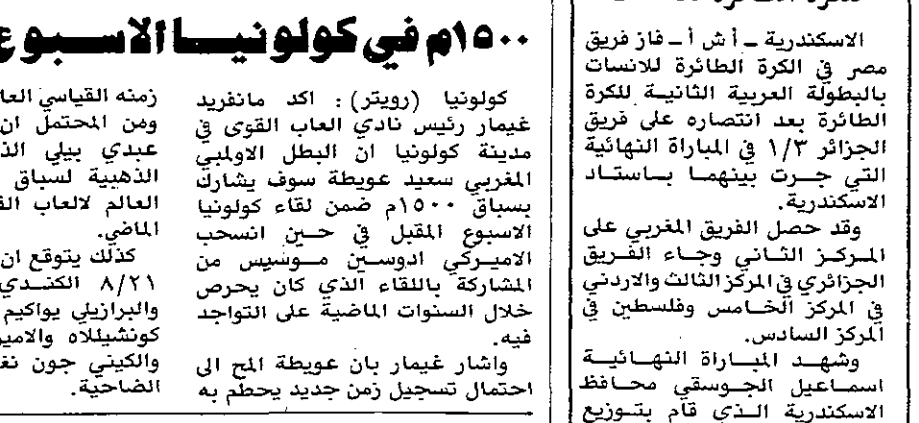 الاسكندرية ـ أ ش أ ـ فاز فريق
مصر في الكرة الطائرة للانسات
بالبطولة العربية الثانية للكرة
الطائرة بعد انتصاره على فريق
الجزائر ١/٣ في المباراة النهائية
التي جرت بينهما باستاد
الاسكندرية.
وقد حصل الفريق المغربي على
المركز الثاني وجاء الفريق
الجزائري في المركز الثالث والاردني
في المركز الخامس وفلسطين في
المركز السادس.
وشهد المباراة النهائية
اسماعيل الجوسقي محافظ
الاسكندرية الذي قام بتوزيع
١٥٠٠م في كولونيا الاسبوع
كولونيا (رويتر): اكد مانفريد
غيمار رئيس نادي العاب القوى في
مدينة كولونيا ان البطل الاولمبي
المغربي سعيد عويطة سوف يشارك
بسباق ١٥٠٠م ضمن لقاء كولونيا
الاسبوع المقبل في حين انسحب
الاميركي ادوسين موسيس من
المشاركة باللقاء الذي كان يحرص
خلال السنوات الماضية على التواجد
فيه.
واشار غيمار بان عويطة المح الى
احتمال تسجيل زمن جديد يحطم به
زمنه القياسي العا
ومن المحتمل ان
عبدي بيلي الذ
الذهبية لسباق
العالم لالعاب الق
الماضي.
كذلك يتوقع ان
٨/٢١ الكندي
والبرازيلي يواكيم
كونشيللاه والامير
والكيني جون نغ
الضاحية.